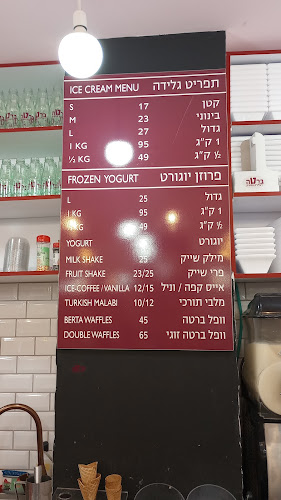 ICE CREAM MENU תפריט גלידה
S 17 קטן
M 23 בינוני
L 27 גדול
1 KG 95 1 ק"ג
½ KG 49 ½ ק"ג
FROZEN YOGURT פרוזן יוגורט
L 25 גדול
1 KG 95 1 ק"ג
KG 49 ½ ק"ג
YOGURT יוגורט
MILK SHAKE 25 מילק שייק
FRUIT SHAKE 23/25 פרי שייק
ICE-COFFEE / VANILLA 12/15 אייס קפה / וניל
TURKISH MALABI 10/12 מלבי תורכי
BERTA WAFFLES 45 וופל ברטה
DOUBLE WAFFLES 65 וופל ברטה זוגי
ברטה